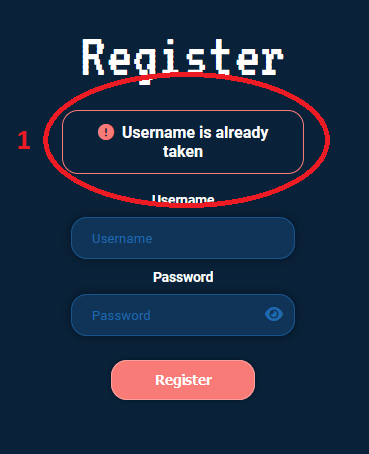 Register
1
Username is already
taken
Username
Username
Password
Password
Register